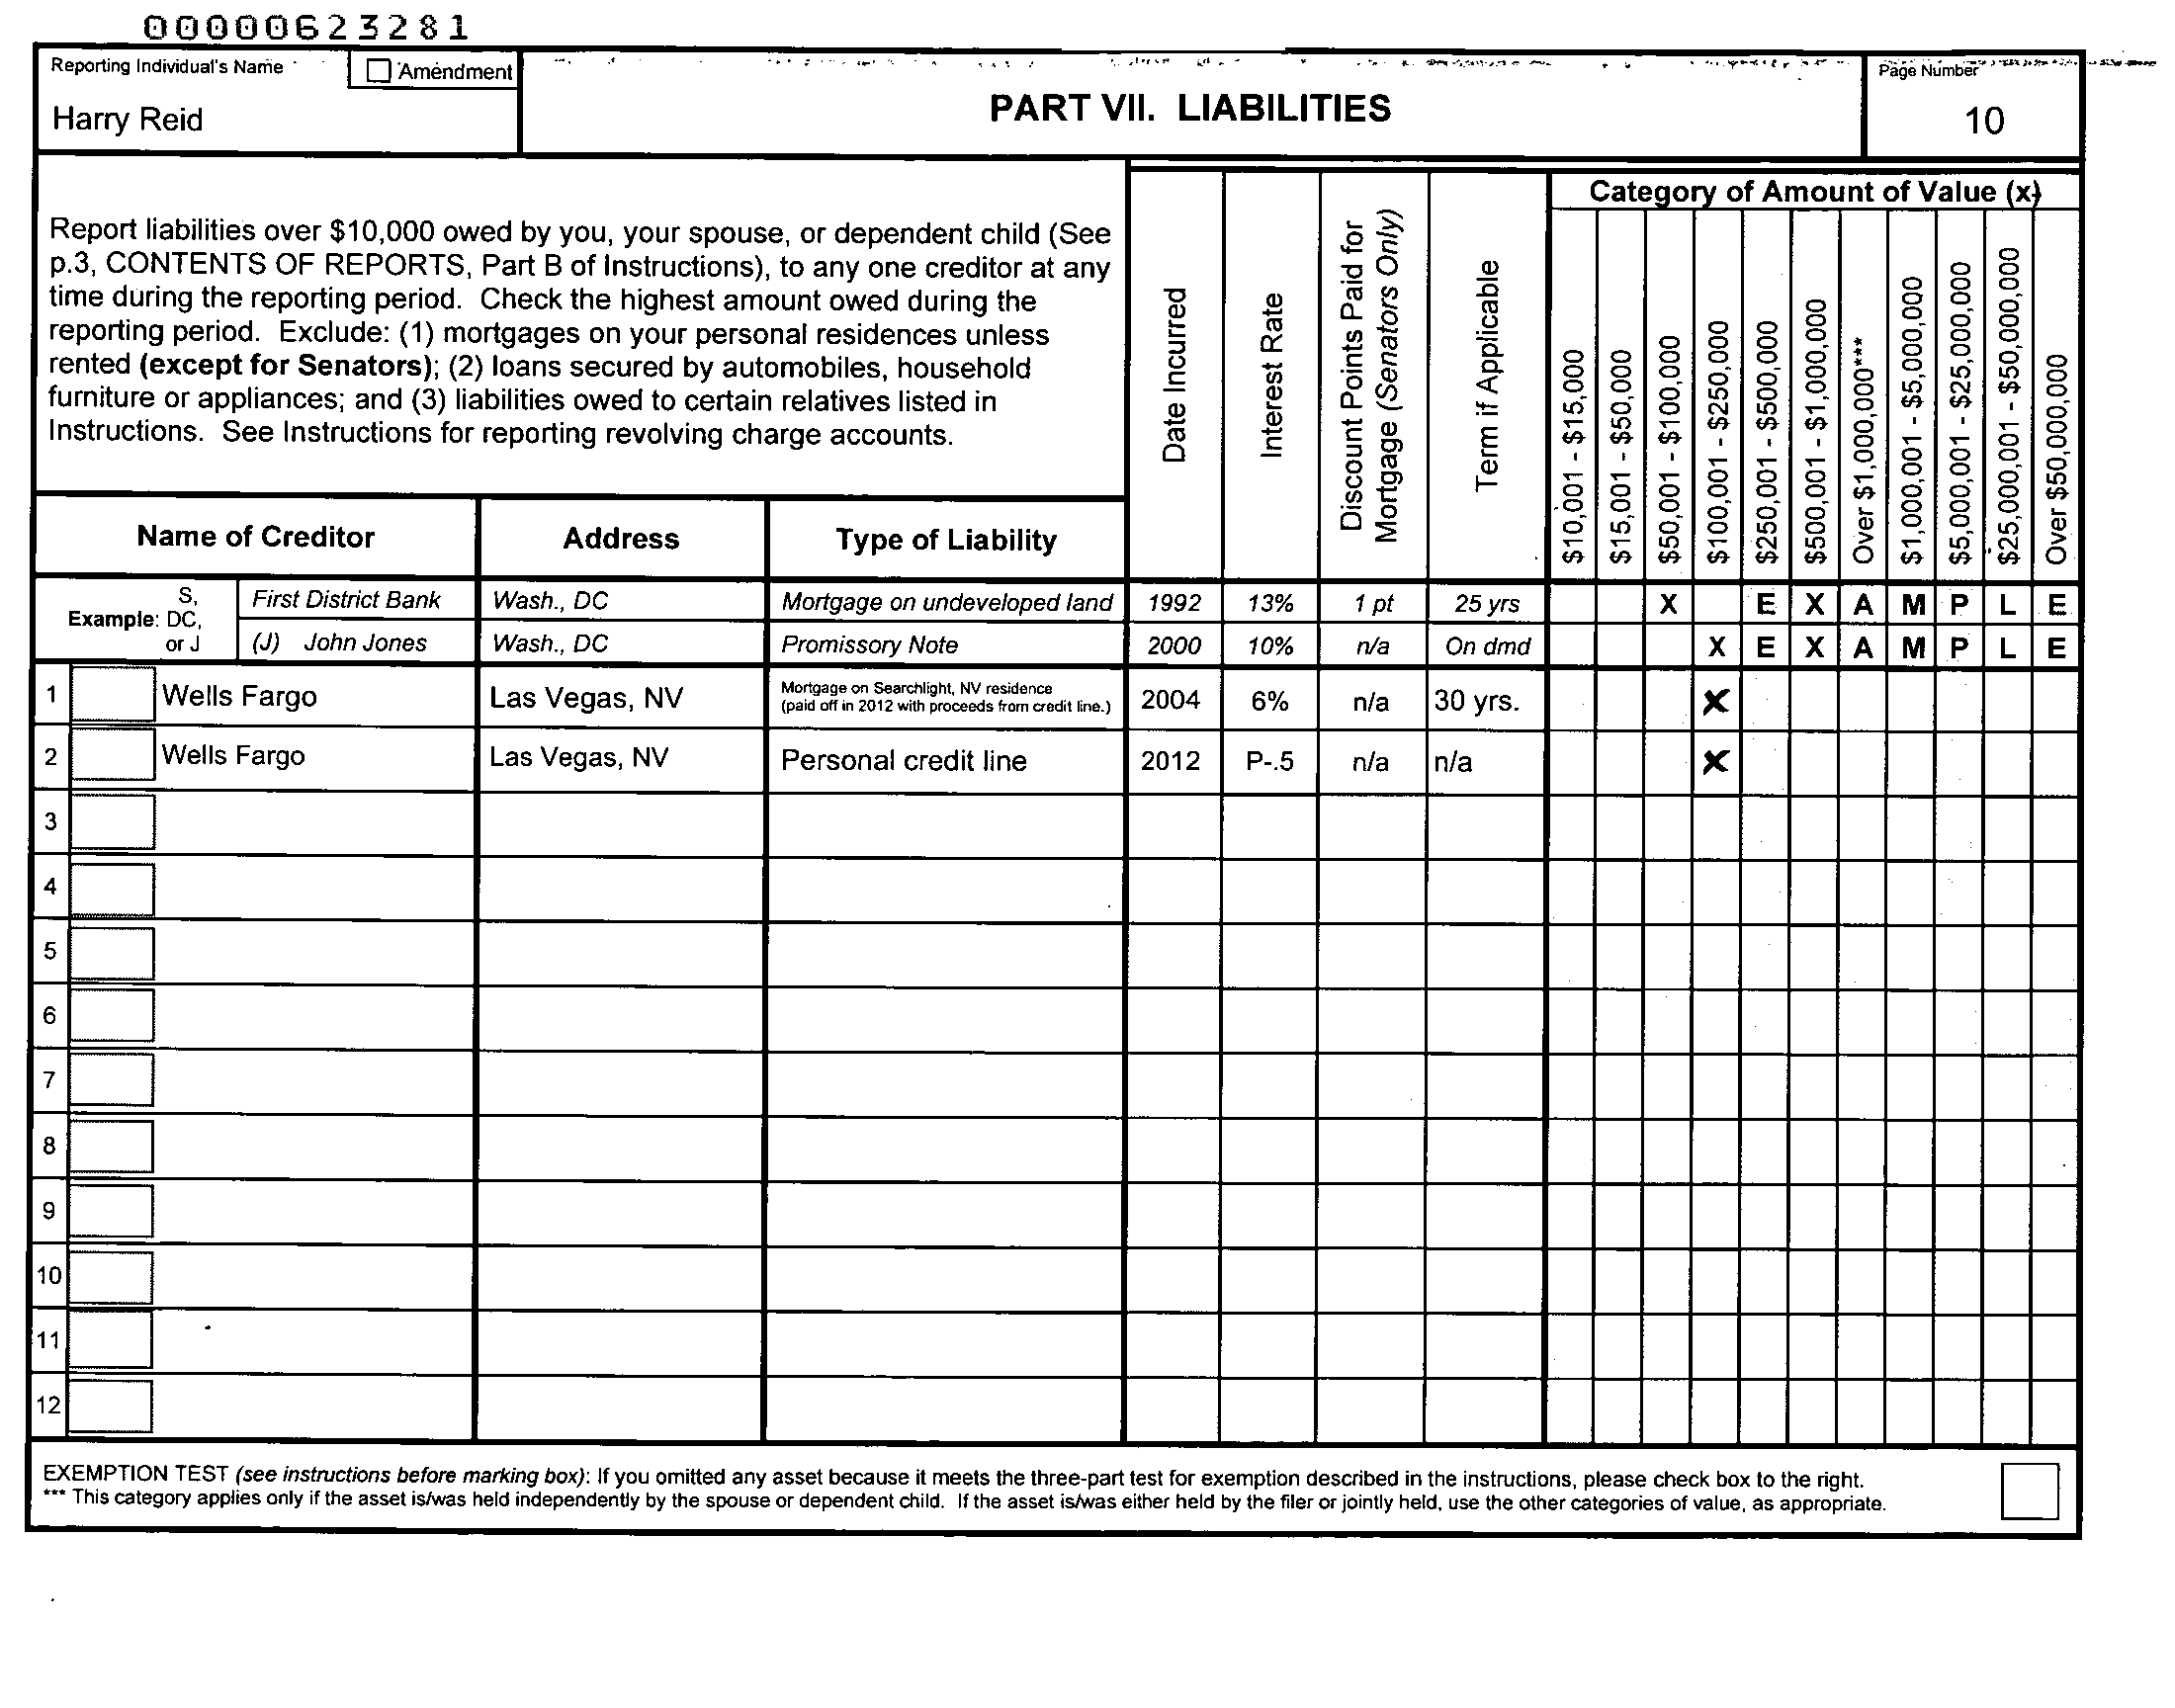 00000623281
Reporting Individual's Name
Amendment
Harry Reid
PART VII. LIABILITIES
Page Number
10
Report liabilities over $10,000 owed by you, your spouse, or dependent child (See
p.3, CONTENTS OF REPORTS, Part B of Instructions), to any one creditor at any
time during the reporting period. Check the highest amount owed during the
reporting period. Exclude: (1) mortgages on your personal residences unless
rented (except for Senators); (2) loans secured by automobiles, household
furniture or appliances; and (3) liabilities owed to certain relatives listed in
Instructions. See Instructions for reporting revolving charge accounts.
Date Incurred
Interest Rate
Discount Points Paid for
Mortgage (Senators Only)
Term if Applicable
Category of Amount of Value (x)
$10,001 - $15,000
$15,001 - $50,000
$50,001 - $100,000
$100,001 - $250,000
$250,001 - $500,000
$500,001 - $1,000,000
Over $1,000,000***
$1,000,001 - $5,000,000
$5,000,001 - $25,000,000
$25,000,001 - $50,000,000
Over $50,000,000
Name of Creditor Address Type of Liability
Example: S, DC, or J
First District Bank Wash., DC Mortgage on undeveloped land 1992 13% 1 pt 25 yrs X E X A M P L E
(J) John Jones Wash., DC Promissory Note 2000 10% n/a On dmd X E X A M P L E
1 Wells Fargo Las Vegas, NV Mortgage on Searchlight, NV residence
(paid off in 2012 with proceeds from credit line.) 2004 6% n/a 30 yrs. X
2 Wells Fargo Las Vegas, NV Personal credit line 2012 P-.5 n/a n/a X
3
4
5
6
7
8
9
10
11
12
EXEMPTION TEST (see instructions before marking box): If you omitted any asset because it meets the three-part test for exemption described in the instructions, please check box to the right.
*** This category applies only if the asset is/was held independently by the spouse or dependent child. If the asset is/was either held by the filer or jointly held, use the other categories of value, as appropriate.